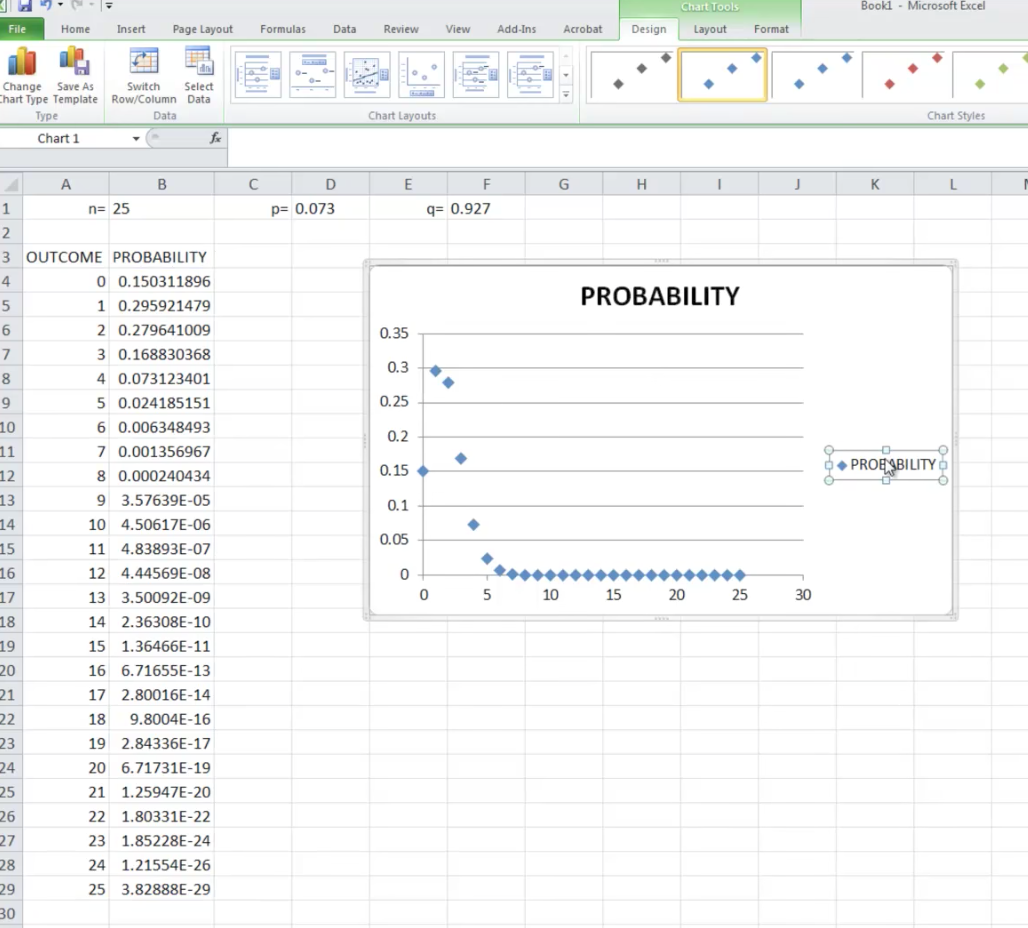 Chart Tools
Book1 - Microsoft Excel
File Home Insert Page Layout Formulas Data Review View Add-Ins Acrobat Design Layout Format
Change Chart Type
Save As Template
Switch Row/Column
Select Data
Type Data Chart Layouts Chart Styles
Chart 1 fx
A B C D E F G H I J K L
1 n= 25 p= 0.073 q= 0.927
2
3 OUTCOME PROBABILITY
4 0 0.150311896
5 1 0.295921479
6 2 0.279641009
7 3 0.168830368
8 4 0.073123401
9 5 0.024185151
10 6 0.006348493
11 7 0.001356967
12 8 0.000240434
13 9 3.57639E-05
14 10 4.50617E-06
15 11 4.83893E-07
16 12 4.44569E-08
17 13 3.50092E-09
18 14 2.36308E-10
19 15 1.36466E-11
20 16 6.71655E-13
21 17 2.80016E-14
22 18 9.8004E-16
23 19 2.84336E-17
24 20 6.71731E-19
25 21 1.25947E-20
26 22 1.80331E-22
27 23 1.85228E-24
28 24 1.21554E-26
29 25 3.82888E-29
30
PROBABILITY
0.35
0.3
0.25
0.2
0.15
0.1
0.05
0
0 5 10 15 20 25 30
PROBABILITY